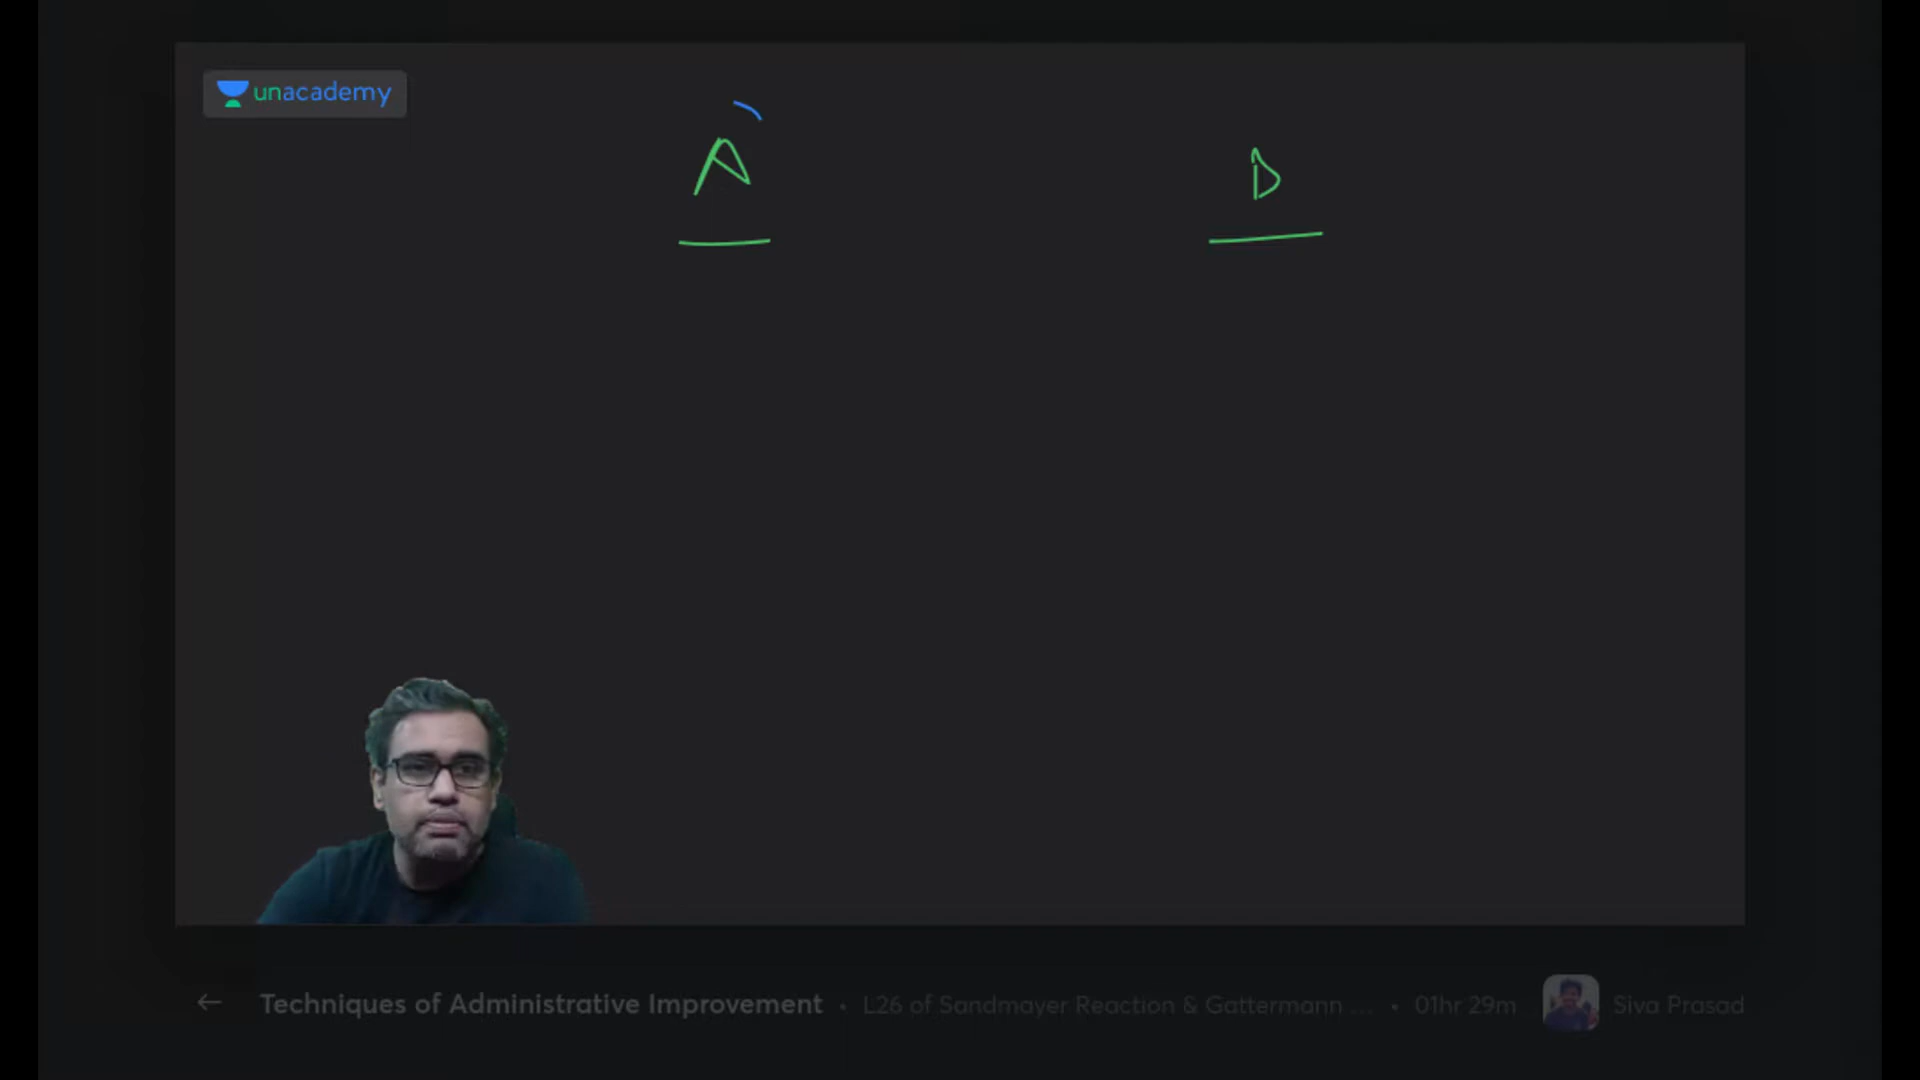 unacademy
A D
Techniques of Administrative Improvement • L26 of Sandmayer Reaction & Gattermann ... • 01hr 29m Siva Prasad